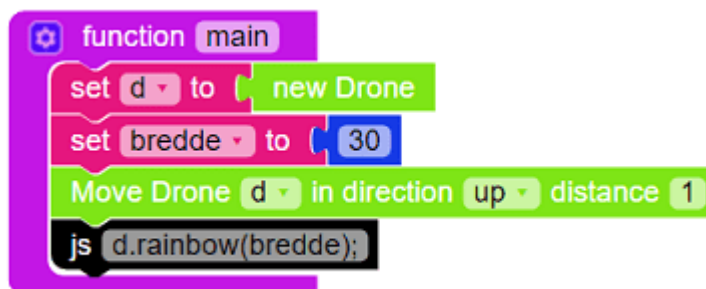 function main
set d to new Drone
set bredde to 30
Move Drone d in direction up distance 1
js d.rainbow(bredde);